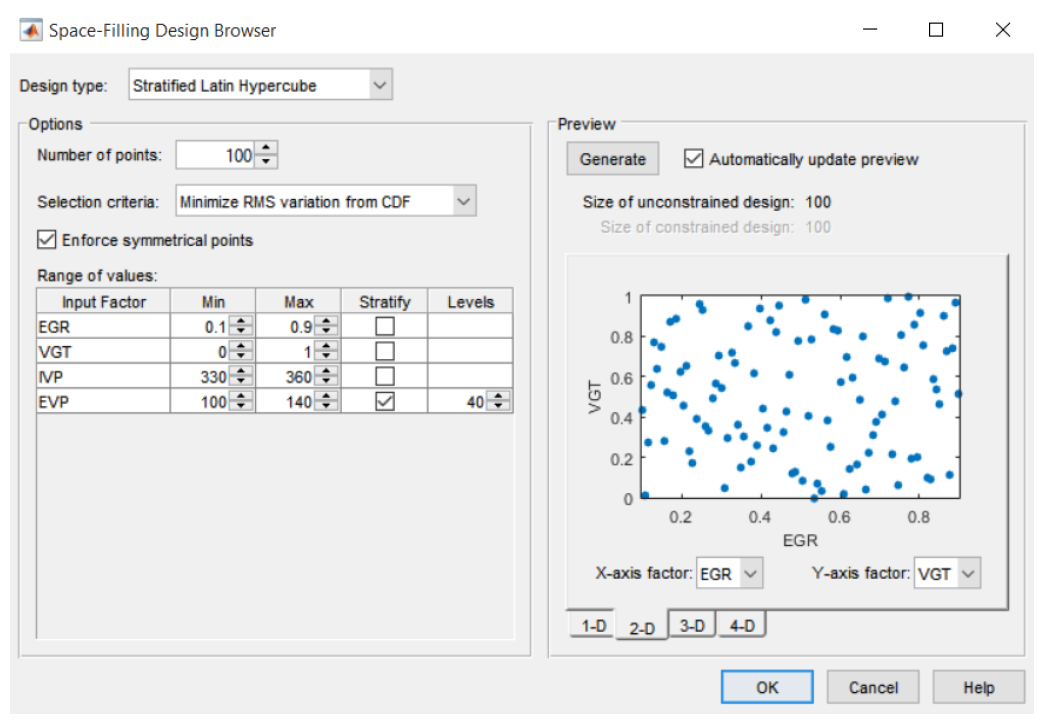 Space-Filling Design Browser
Design type: Stratified Latin Hypercube
Options
Number of points: 100
Selection criteria: Minimize RMS variation from CDF
Enforce symmetrical points
Range of values:
Input Factor Min Max Stratify Levels
EGR 0.1 0.9
VGT 0 1
IVP 330 360
EVP 100 140 40
Preview
Generate Automatically update preview
Size of unconstrained design: 100
Size of constrained design: 100
1
0.8
0.6
0.4
0.2
0
VGT
0.2 0.4 0.6 0.8
EGR
X-axis factor: EGR Y-axis factor: VGT
1-D 2-D 3-D 4-D
OK Cancel Help